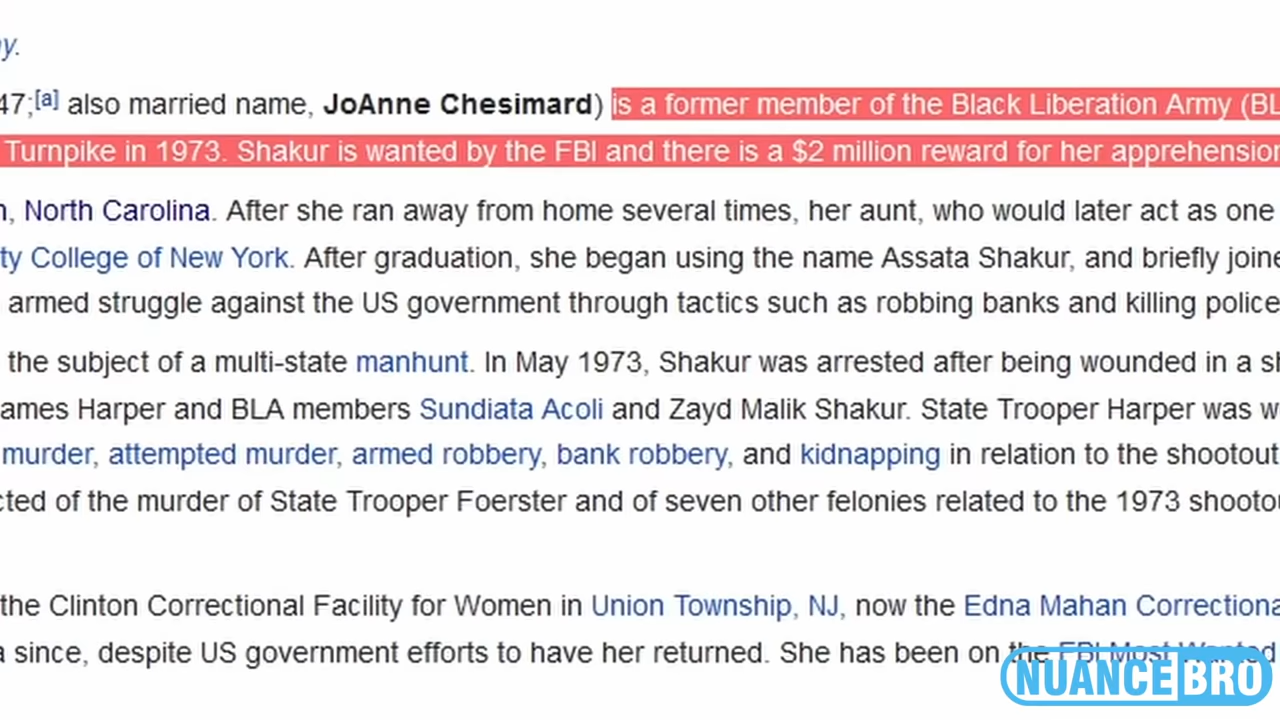 y.
47;[a] also married name, JoAnne Chesimard) is a former member of the Black Liberation Army (BL
Turnpike in 1973. Shakur is wanted by the FBI and there is a $2 million reward for her apprehension
, North Carolina. After she ran away from home several times, her aunt, who would later act as one
ty College of New York. After graduation, she began using the name Assata Shakur, and briefly joine
armed struggle against the US government through tactics such as robbing banks and killing police
the subject of a multi-state manhunt. In May 1973, Shakur was arrested after being wounded in a sh
ames Harper and BLA members Sundiata Acoli and Zayd Malik Shakur. State Trooper Harper was w
murder, attempted murder, armed robbery, bank robbery, and kidnapping in relation to the shootout
cted of the murder of State Trooper Foerster and of seven other felonies related to the 1973 shootou
the Clinton Correctional Facility for Women in Union Township, NJ, now the Edna Mahan Correctiona
a since, despite US government efforts to have her returned. She has been on the FBI Most Wanted
NUANCE BRO